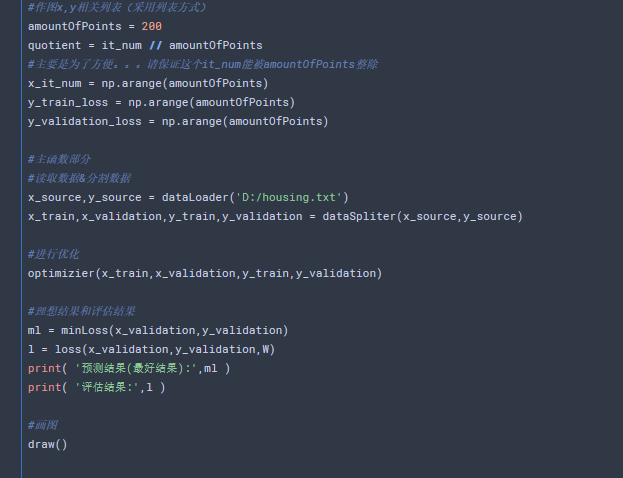 #作图x,y相关列表（采用列表方式）
amountOfPoints = 200
quotient = it_num // amountOfPoints
#主要是为了方便。。。请保证这个it_num能被amountOfPoints整除
x_it_num = np.arange(amountOfPoints)
y_train_loss = np.arange(amountOfPoints)
y_validation_loss = np.arange(amountOfPoints)
#主函数部分
#读取数据&分割数据
x_source,y_source = dataLoader('D:/housing.txt')
x_train,x_validation,y_train,y_validation = dataSpliter(x_source,y_source)
#进行优化
optimizier(x_train,x_validation,y_train,y_validation)
#理想结果和评估结果
ml = minLoss(x_validation,y_validation)
l = loss(x_validation,y_validation,W)
print( '预测结果(最好结果):',ml )
print( '评估结果:',l )
#画图
draw()